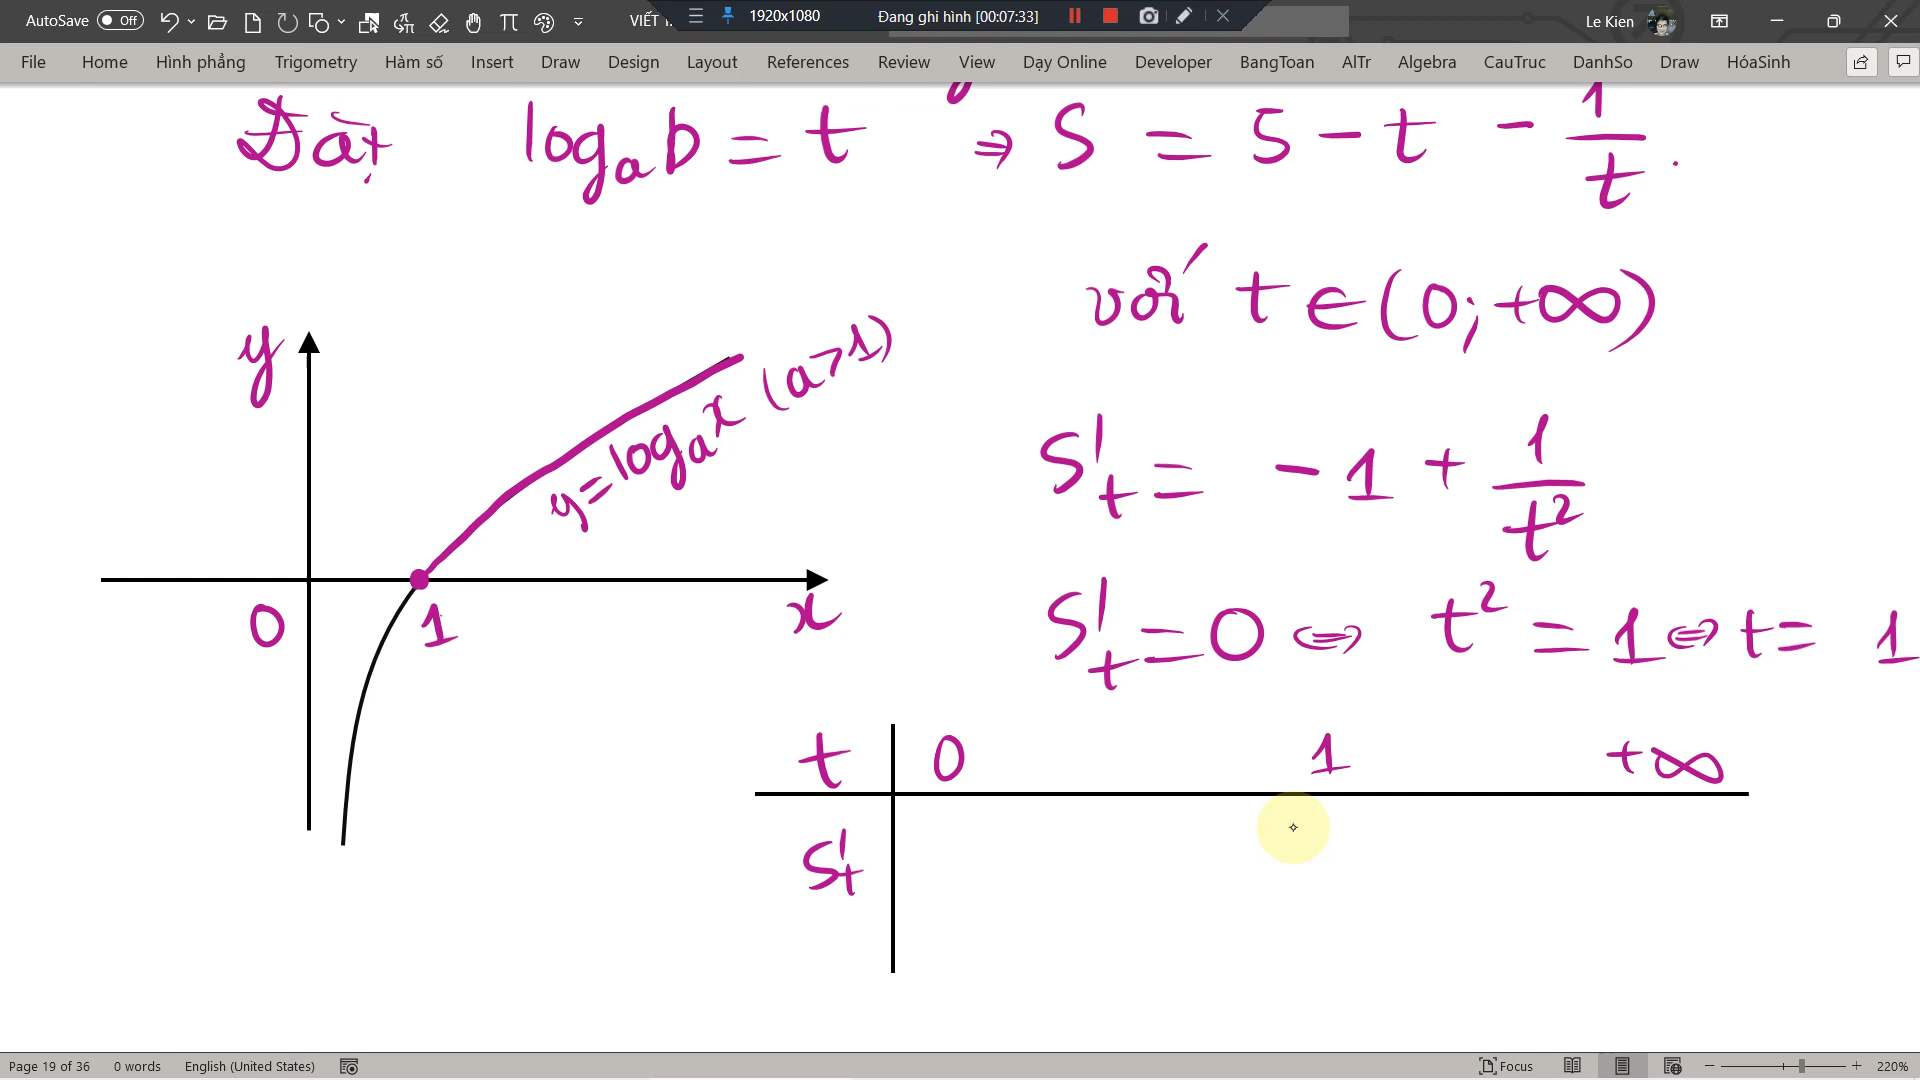 AutoSave Off VIẾT T 1920x1080 Đang ghi hình [00:07:33] Le Kien
File Home Hình phẳng Trigometry Hàm số Insert Draw Design Layout References Review View Dạy Online Developer BangToan AlTr Algebra CauTruc DanhSo Draw HóaSinh
Đặt log_a b = t ⇒ S = 5 - t - 1/t.
với t ∈ (0; +∞)
y
y = log_a x (a > 1)
S'_t = - 1 + 1/t²
0 1 x
S'_t = 0 ⇔ t² = 1 ⇔ t = 1
t 0 1 +∞
S'_t
Page 19 of 36 0 words English (United States) Focus 220%